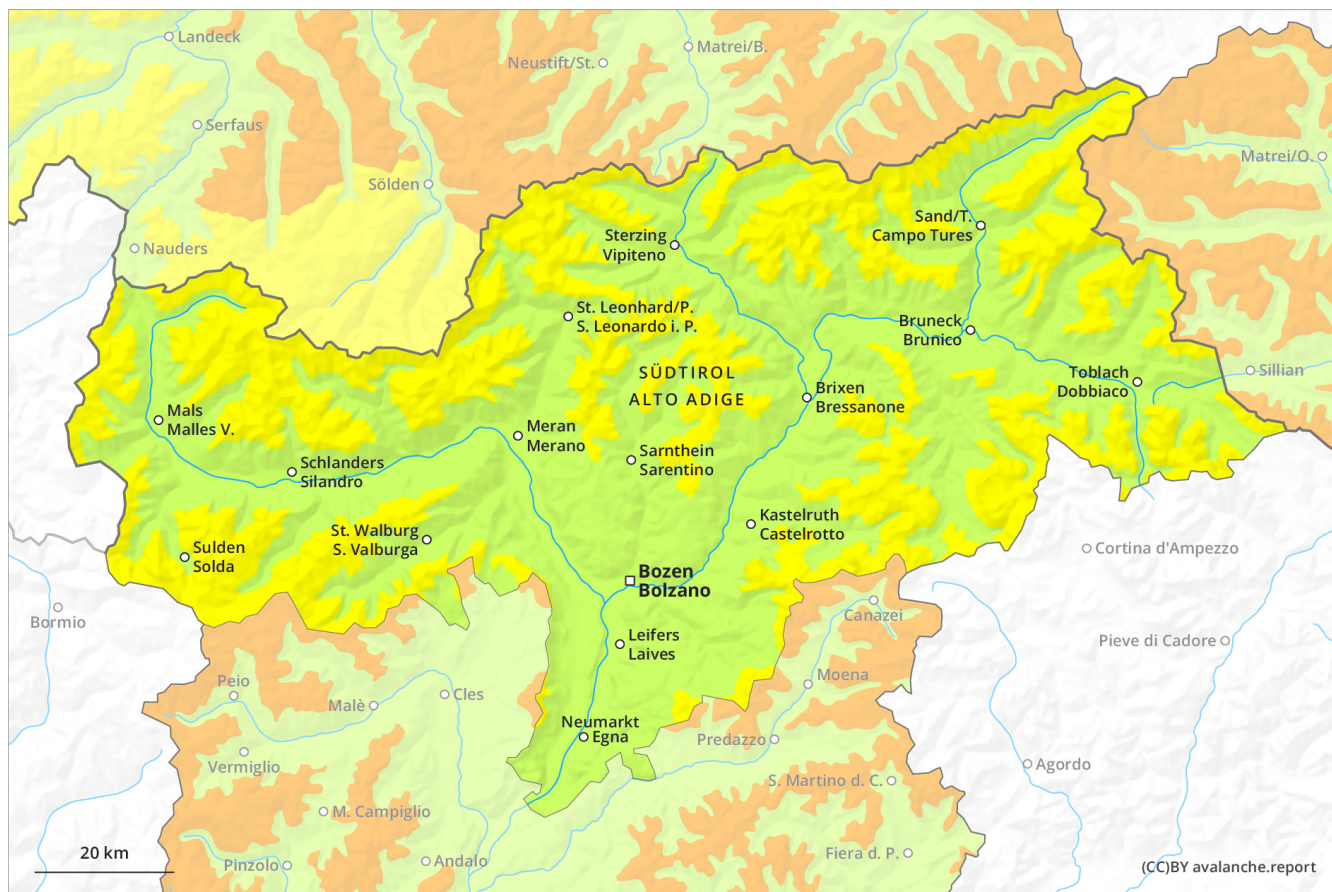 Landeck
Matrei/B.
Neustift/St.
Serfaus
Matrei/O.
Sölden
Nauders
Sand/T.
Campo Tures
Sterzing
Vipiteno
St. Leonhard/P.
S. Leonardo i. P.
Bruneck
Brunico
SÜDTIROL
ALTO ADIGE
Toblach
Dobbiaco
Sillian
Brixen
Bressanone
Mals
Malles V.
Meran
Merano
Sarnthein
Sarentino
Schlanders
Silandro
Kastelruth
Castelrotto
St. Walburg
S. Valburga
Sulden
Solda
Cortina d'Ampezzo
Bozen
Bolzano
Bormio
Canazei
Leifers
Laives
Pieve di Cadore
Peio
Moena
Malè
Cles
Neumarkt
Egna
Predazzo
Vermiglio
Agordo
S. Martino d. C.
M. Campiglio
20 km
Pinzolo
Andalo
Fiera d. P.
(CC)BY avalanche.report